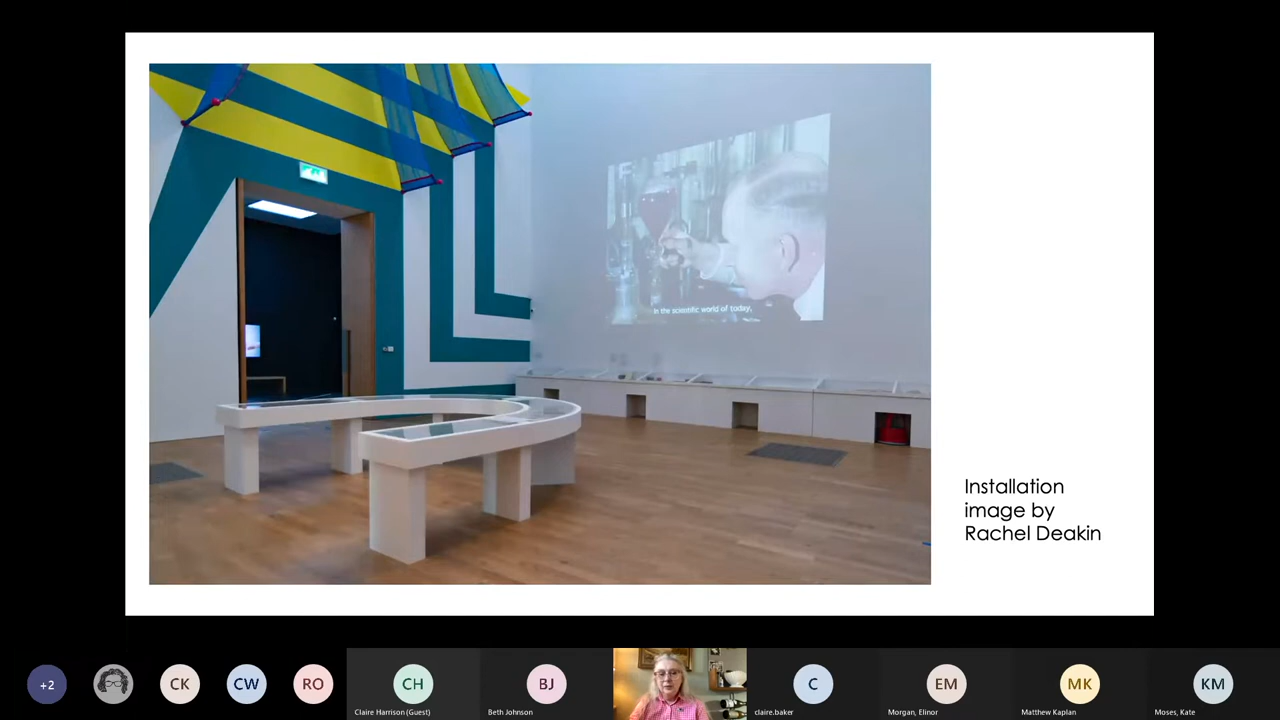 In the scientific world of today,
Installation
image by
Rachel Deakin
+2
CK
CW
RO
CH
BJ
C
EM
MK
KM
Claire Harrison (Guest)
Beth Johnson
claire.baker
Morgan, Elinor
Matthew Kaplan
Moses, Kate